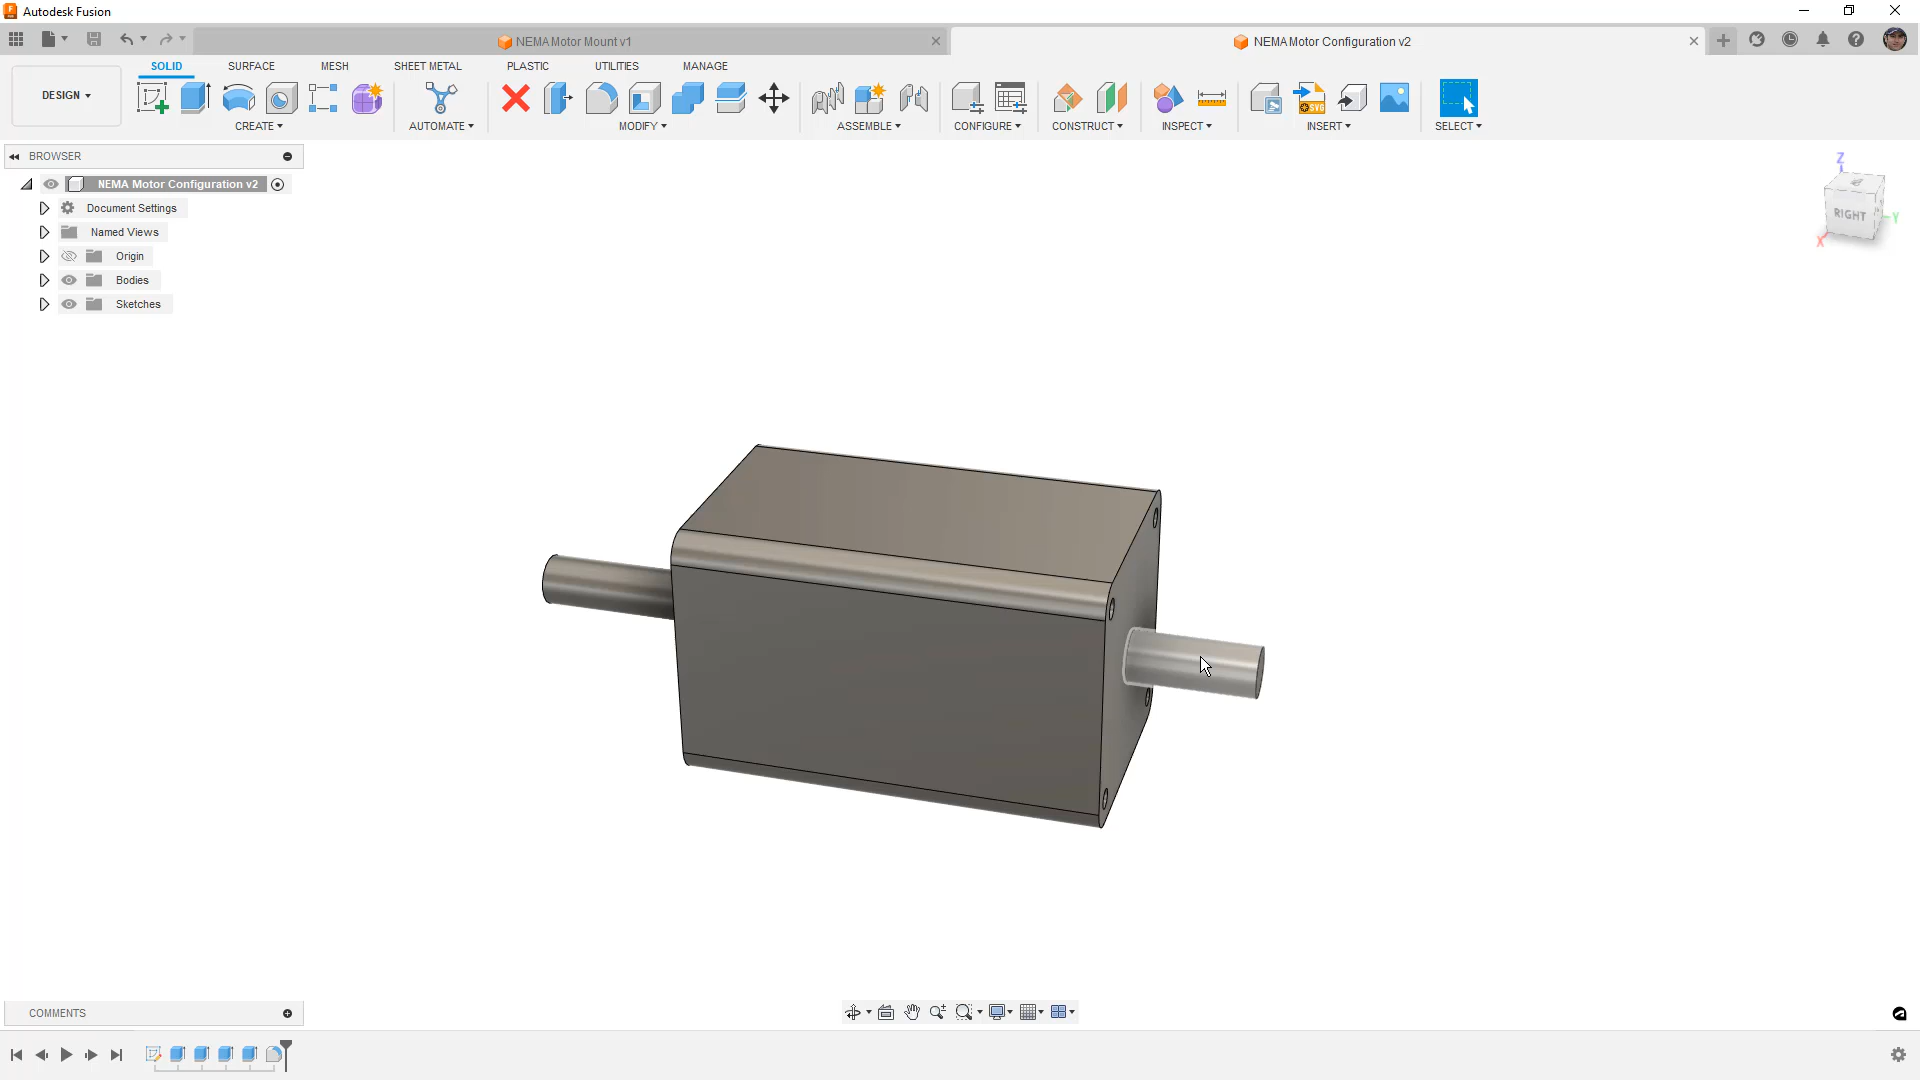 Autodesk Fusion
NEMA Motor Mount v1
NEMA Motor Configuration v2
DESIGN
SOLID
SURFACE
MESH
SHEET METAL
PLASTIC
UTILITIES
MANAGE
CREATE
AUTOMATE
MODIFY
ASSEMBLE
CONFIGURE
CONSTRUCT
INSPECT
INSERT
SELECT
SVG
BROWSER
NEMA Motor Configuration v2
Document Settings
Named Views
Origin
Bodies
Sketches
Z
RIGHT
Y
X
COMMENTS